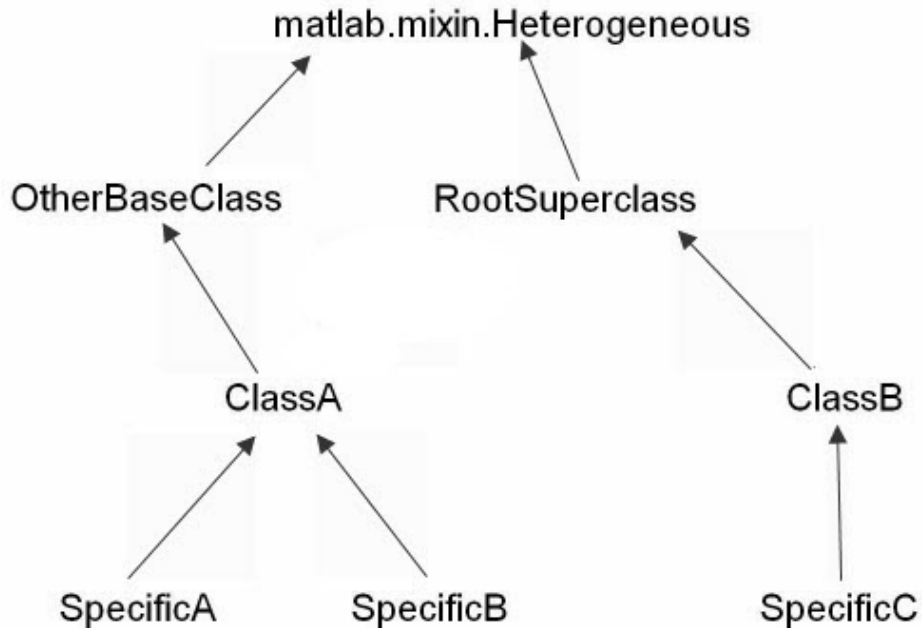 matlab.mixin.Heterogeneous
OtherBaseClass
RootSuperclass
ClassA
ClassB
SpecificA
SpecificB
SpecificC